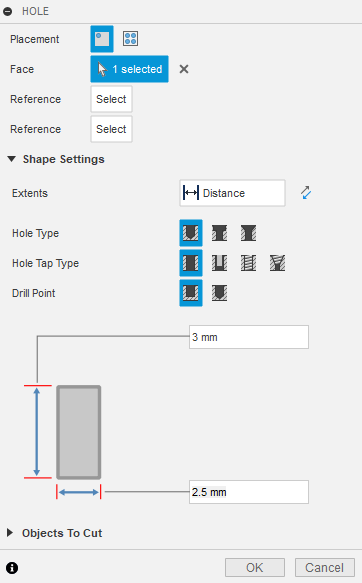 HOLE
Placement
Face 1 selected
Reference Select
Reference Select
Shape Settings
Extents Distance
Hole Type
Hole Tap Type
Drill Point
3 mm
2.5 mm
Objects To Cut
OK Cancel